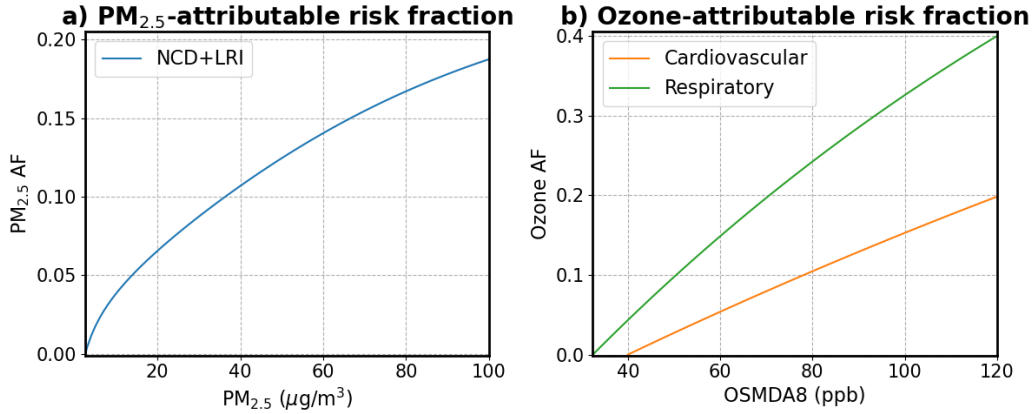 a) PM2.5-attributable risk fraction
0.20
0.15
0.10
0.05
0.00
PM2.5 AF
NCD+LRI
20 40 60 80 100
PM2.5 (μg/m³)
b) Ozone-attributable risk fraction
0.4
0.3
0.2
0.1
0.0
Ozone AF
Cardiovascular
Respiratory
40 60 80 100 120
OSMDA8 (ppb)